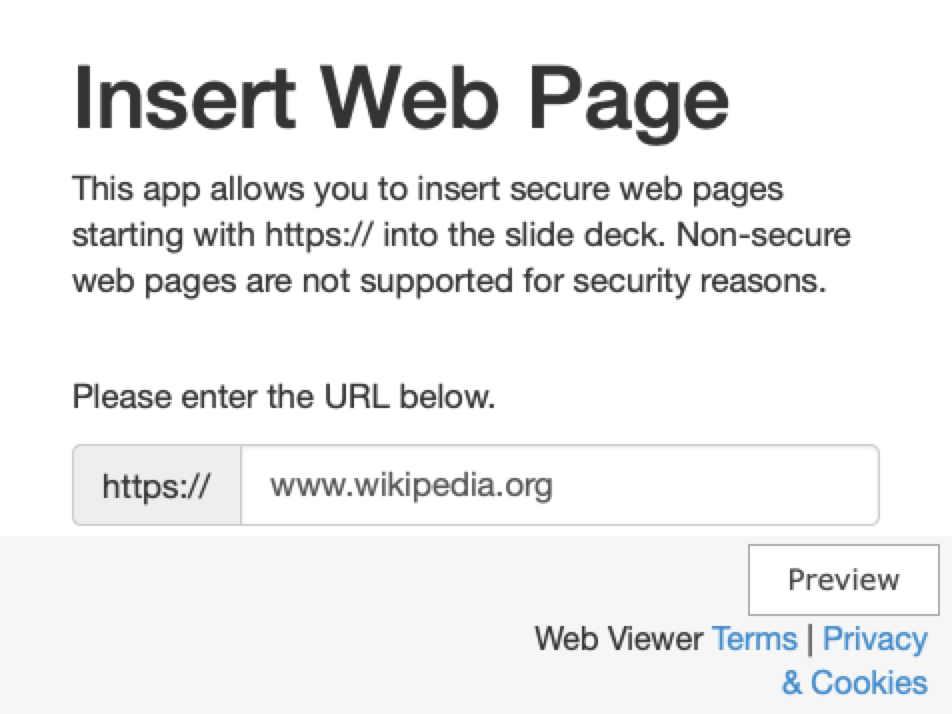 Insert Web Page
This app allows you to insert secure web pages
starting with https:// into the slide deck. Non-secure
web pages are not supported for security reasons.
Please enter the URL below.
https:// www.wikipedia.org
Preview
Web Viewer Terms | Privacy
& Cookies